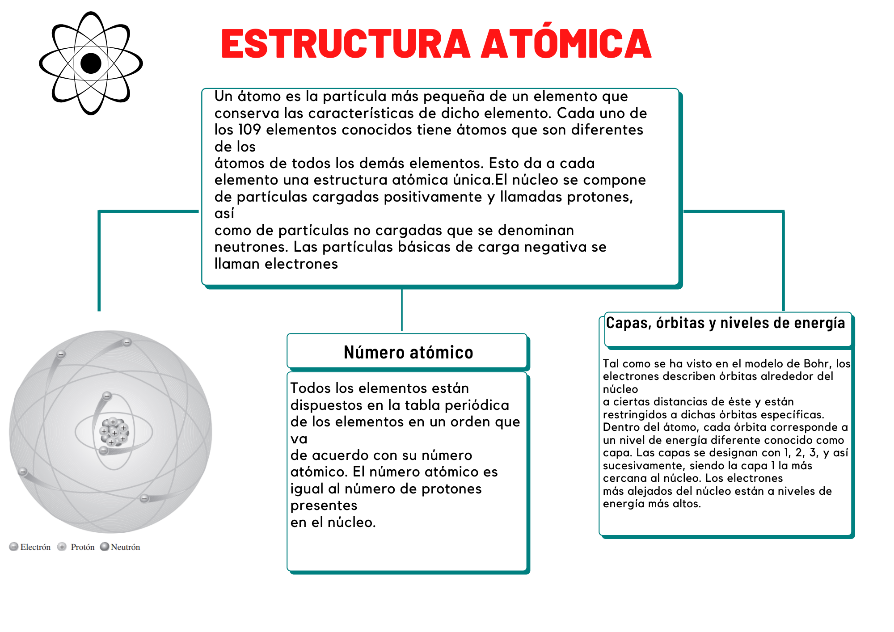 ESTRUCTURA ATÓMICA
Un átomo es la partícula más pequeña de un elemento que
conserva las características de dicho elemento. Cada uno de
los 109 elementos conocidos tiene átomos que son diferentes
de los
átomos de todos los demás elementos. Esto da a cada
elemento una estructura atómica única.El núcleo se compone
de partículas cargadas positivamente y llamadas protones,
así
como de partículas no cargadas que se denominan
neutrones. Las partículas básicas de carga negativa se
llaman electrones
Número atómico
Todos los elementos están
dispuestos en la tabla periódica
de los elementos en un orden que
va
de acuerdo con su número
atómico. El número atómico es
igual al número de protones
presentes
en el núcleo.
Capas, órbitas y niveles de energía
Tal como se ha visto en el modelo de Bohr, los
electrones describen órbitas alrededor del
núcleo
a ciertas distancias de éste y están
restringidos a dichas órbitas específicas.
Dentro del átomo, cada órbita corresponde a
un nivel de energía diferente conocido como
capa. Las capas se designan con 1, 2, 3, y así
sucesivamente, siendo la capa 1 la más
cercana al núcleo. Los electrones
más alejados del núcleo están a niveles de
energía más altos.
Electrón Protón Neutrón